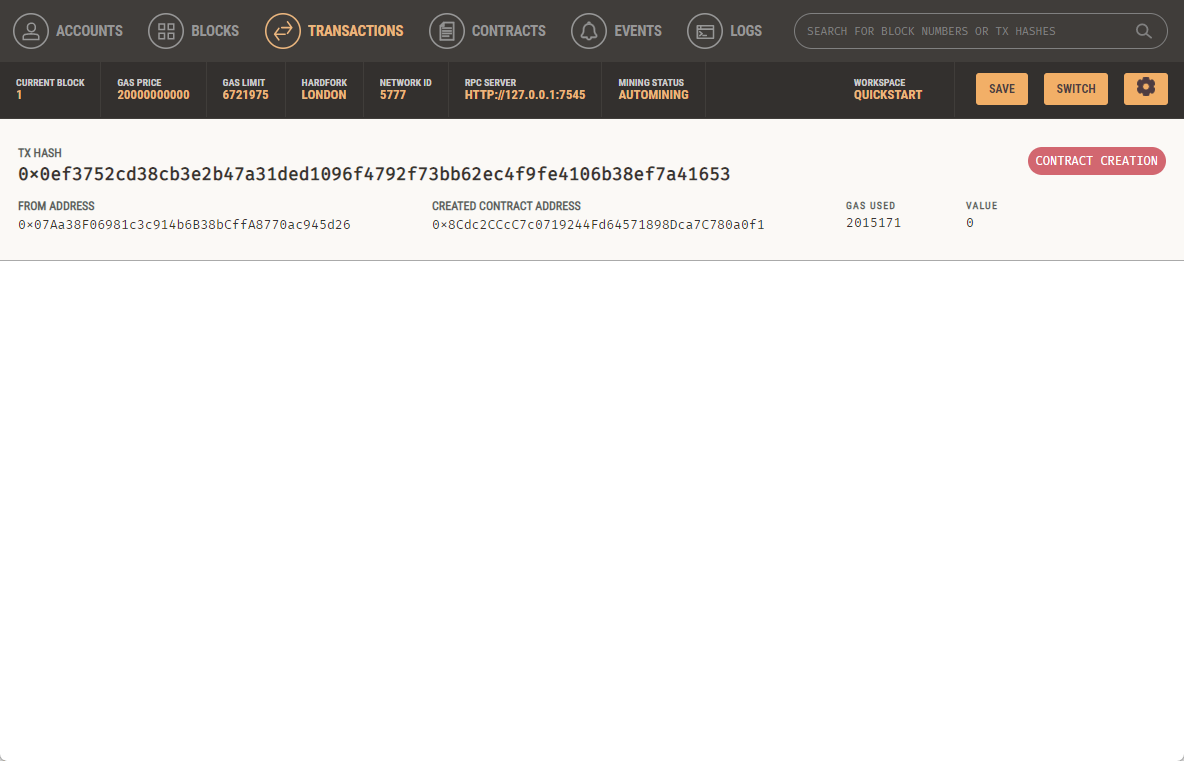 ACCOUNTS BLOCKS TRANSACTIONS CONTRACTS EVENTS LOGS SEARCH FOR BLOCK NUMBERS OR TX HASHES
CURRENT BLOCK GAS PRICE GAS LIMIT HARDFORK NETWORK ID RPC SERVER MINING STATUS WORKSPACE
1 20000000000 6721975 LONDON 5777 HTTP://127.0.0.1:7545 AUTOMINING QUICKSTART SAVE SWITCH
TX HASH
0×0ef3752cd38cb3e2b47a31ded1096f4792f73bb62ec4f9fe4106b38ef7a41653 CONTRACT CREATION
FROM ADDRESS CREATED CONTRACT ADDRESS GAS USED VALUE
0×07Aa38F06981c3c914b6B38bCffA8770ac945d26 0×8Cdc2CCcC7c0719244Fd64571898Dca7C780a0f1 2015171 0